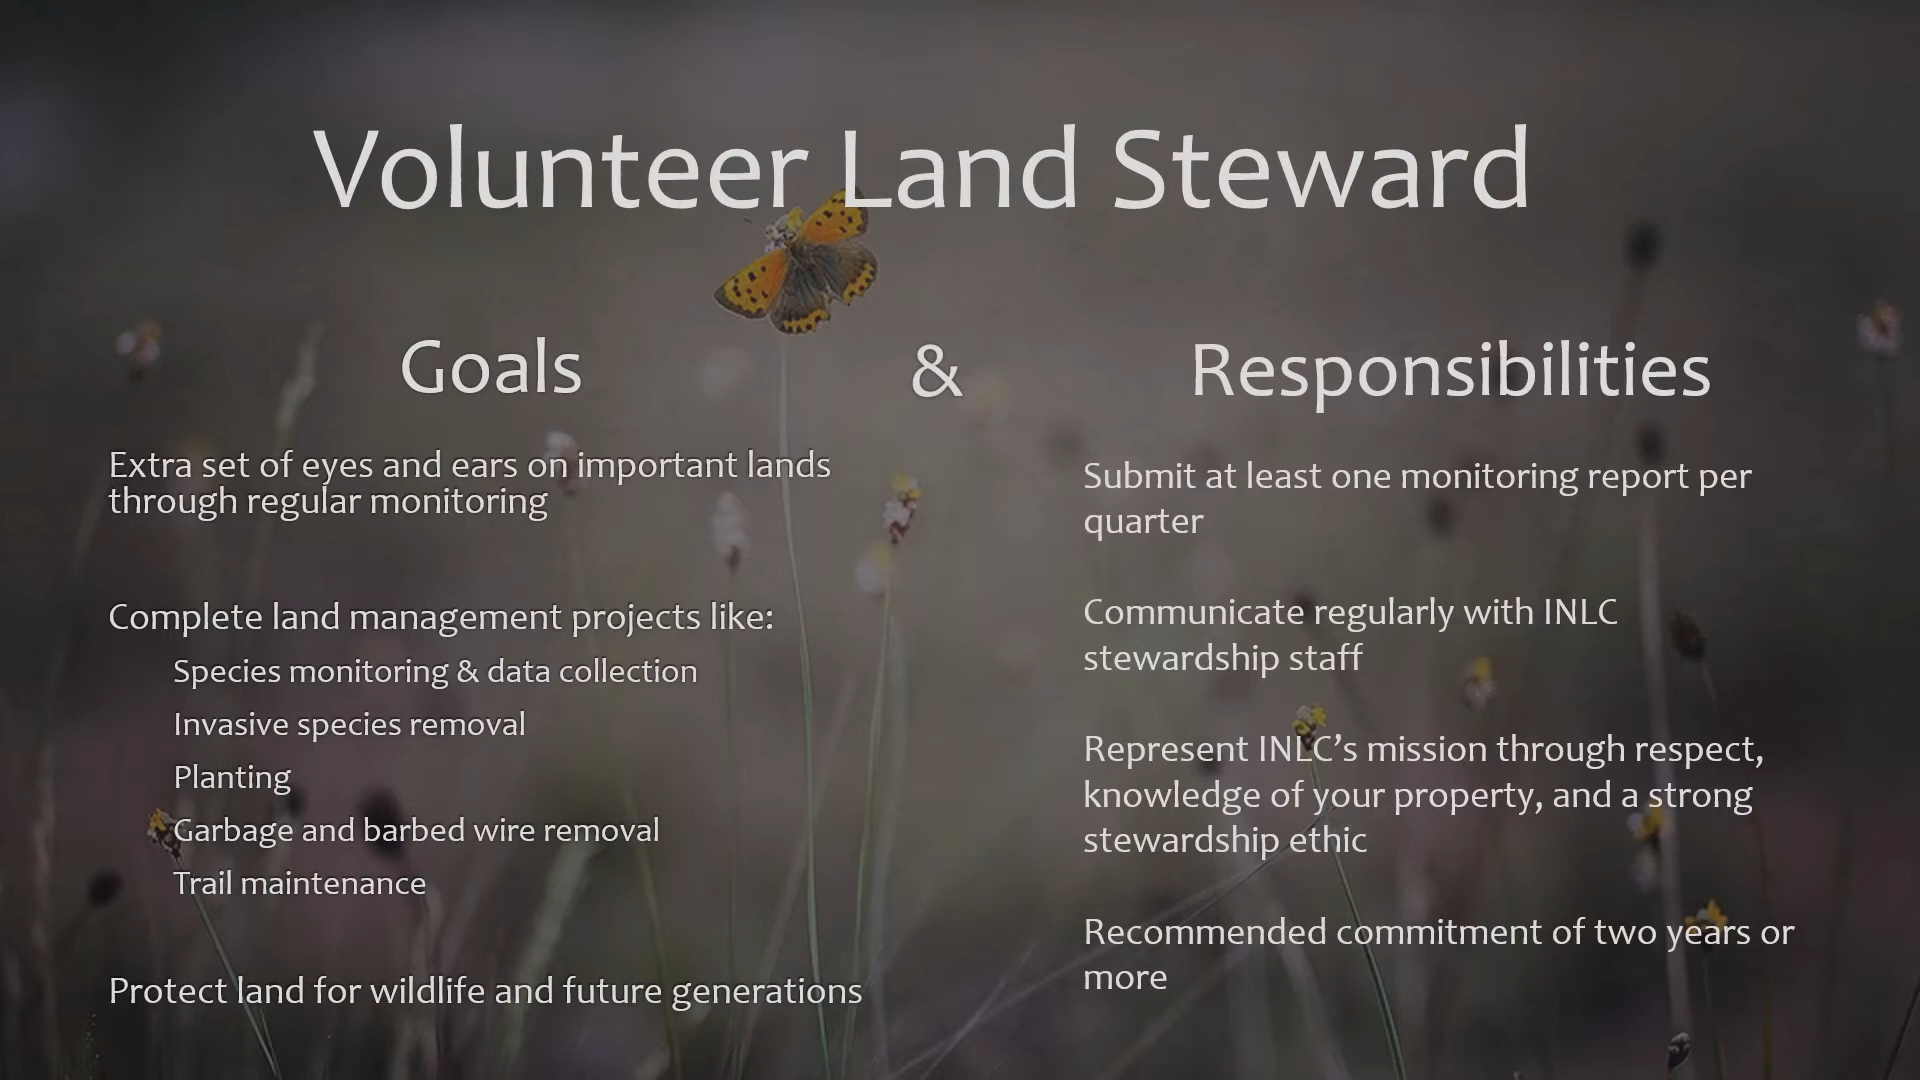 Volunteer Land Steward
Goals
&
Responsibilities
Extra set of eyes and ears on important lands
through regular monitoring
Complete land management projects like:
Species monitoring & data collection
Invasive species removal
Planting
Garbage and barbed wire removal
Trail maintenance
Protect land for wildlife and future generations
Submit at least one monitoring report per
quarter
Communicate regularly with INLC
stewardship staff
Represent INLC’s mission through respect,
knowledge of your property, and a strong
stewardship ethic
Recommended commitment of two years or
more